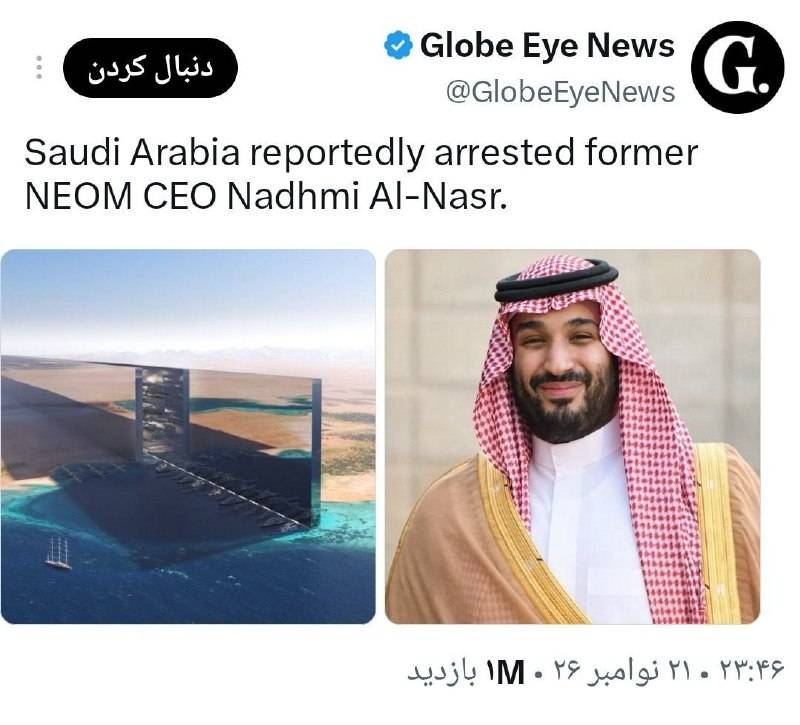 دنبال کردن
Globe Eye News
@GlobeEyeNews
G.
Saudi Arabia reportedly arrested former
NEOM CEO Nadhmi Al-Nasr.
۲۳:۴۶ • ۲۱ نوامبر ۲۶ • ۱M بازدید